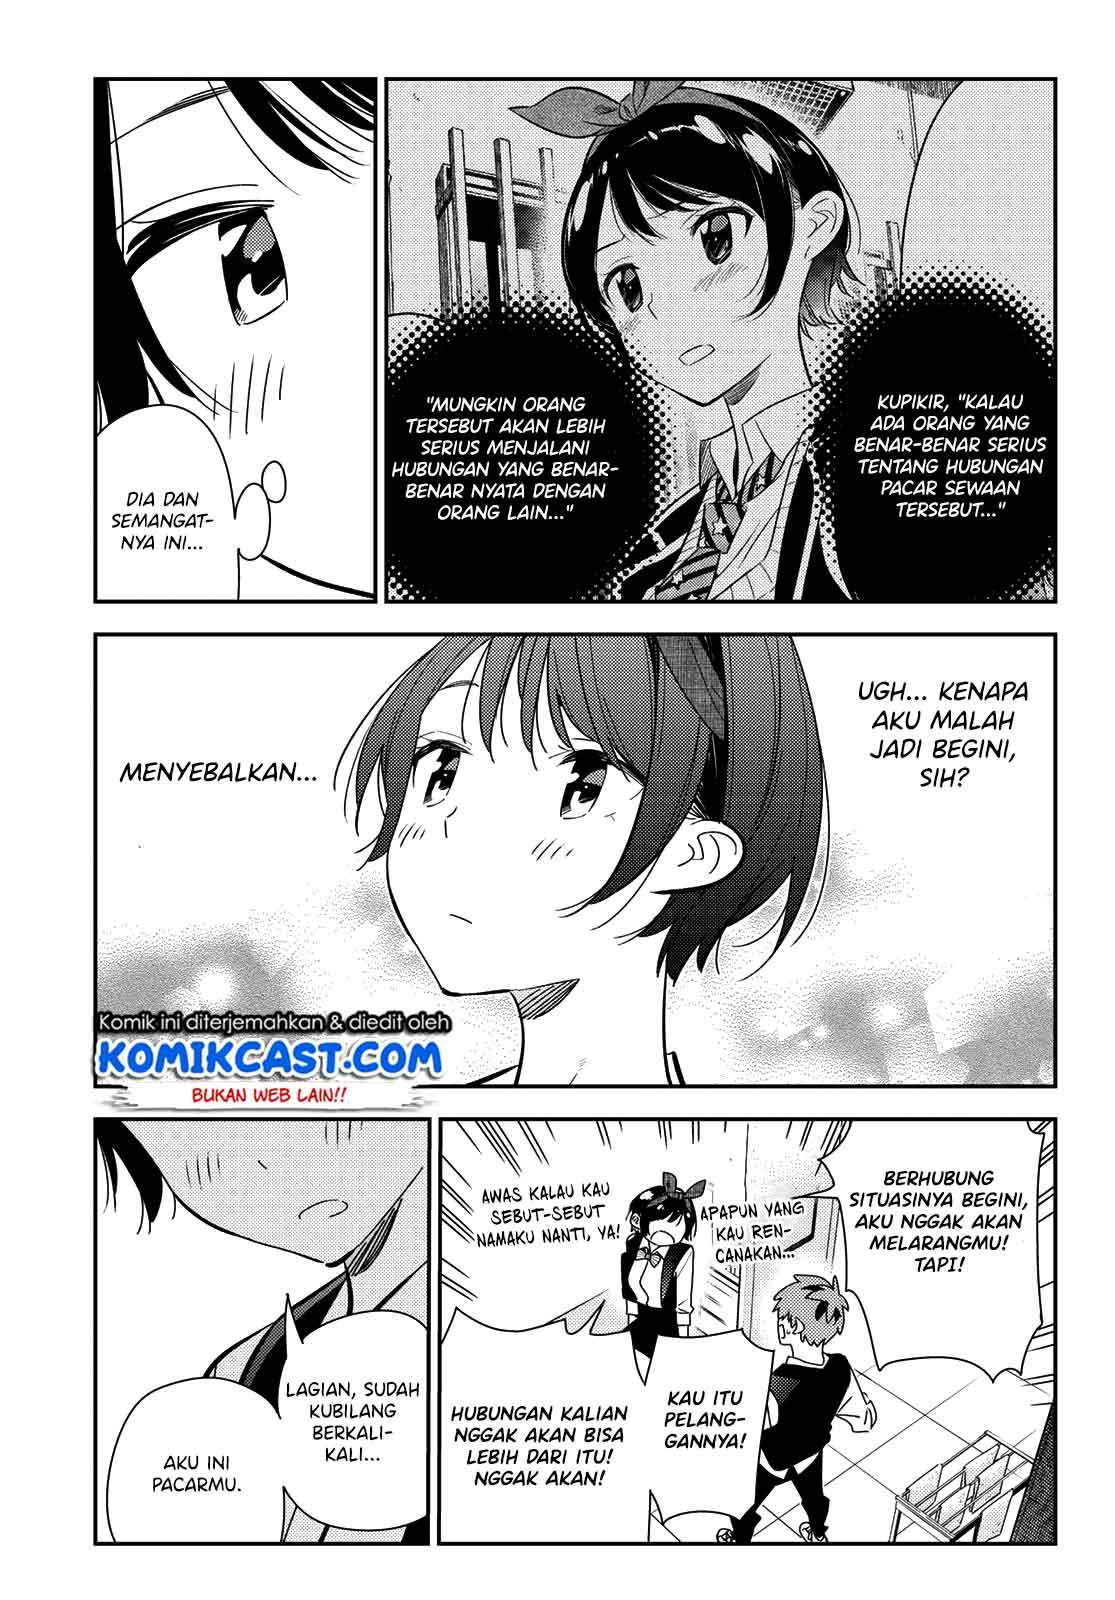 KUPIKIR, "KALAU
ADA ORANG YANG
BENAR-BENAR SERIUS
TENTANG HUBUNGAN
PACAR SEWAAN
TERSEBUT..."
"MUNGKIN ORANG
TERSEBUT AKAN LEBIH
SERIUS MENJALANI
HUBUNGAN YANG BENAR-
BENAR NYATA DENGAN
ORANG LAIN..."
DIA DAN
SEMANGAT-
NYA INI...
UGH... KENAPA
AKU MALAH
JADI BEGINI,
SIH?
MENYEBALKAN...
Komik ini diterjemahkan & diedit oleh
KOMIKCAST.COM
BUKAN WEB LAIN!!
BERHUBUNG
SITUASINYA BEGINI,
AKU NGGAK AKAN
MELARANGMU!
TAPI!
APAPUN YANG
KAU REN-
CANAKAN...
AWAS KALAU KAU
SEBUT-SEBUT
NAMAKU NANTI, YA!
KAU ITU
PELANG-
GANNYA!
HUBUNGAN KALIAN
NGGAK AKAN BISA
LEBIH DARI ITU!
NGGAK AKAN!
LAGIAN, SUDAH
KUBILANG
BERKALI-
KALI...
AKU INI
PACARMU.